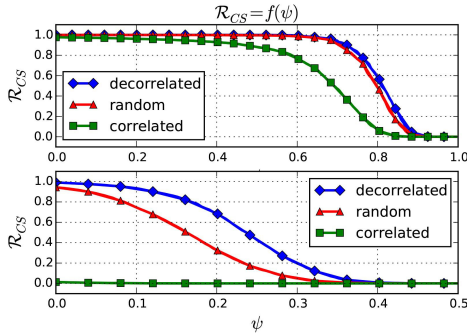 𝓡_CS=f(ψ)
1.0
0.8
0.6
0.4
0.2
0.0
𝓡_CS
decorrelated
random
correlated
0.0 0.2 0.4 0.6 0.8 1.0
1.0
0.8
0.6
0.4
0.2
0.0
𝓡_CS
decorrelated
random
correlated
0.0 0.1 0.2 0.3 0.4 0.5
ψ